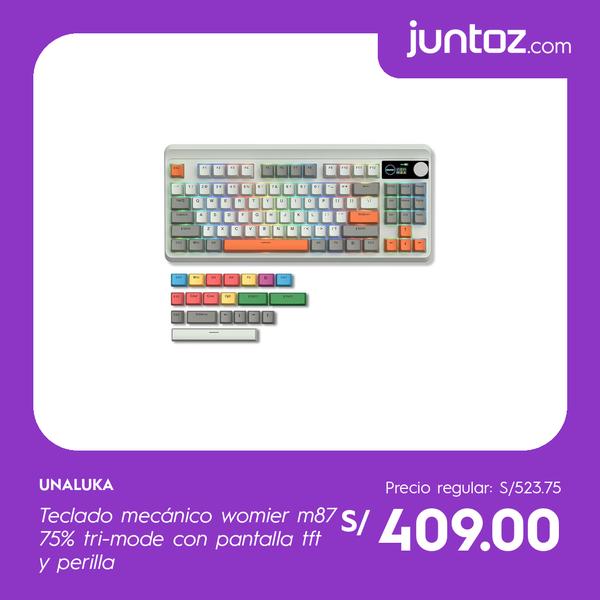 juntoz.com
UNALUKA
Teclado mecánico womier m87
75% tri-mode con pantalla tft
y perilla
Precio regular: S/523.75
S/ 409.00